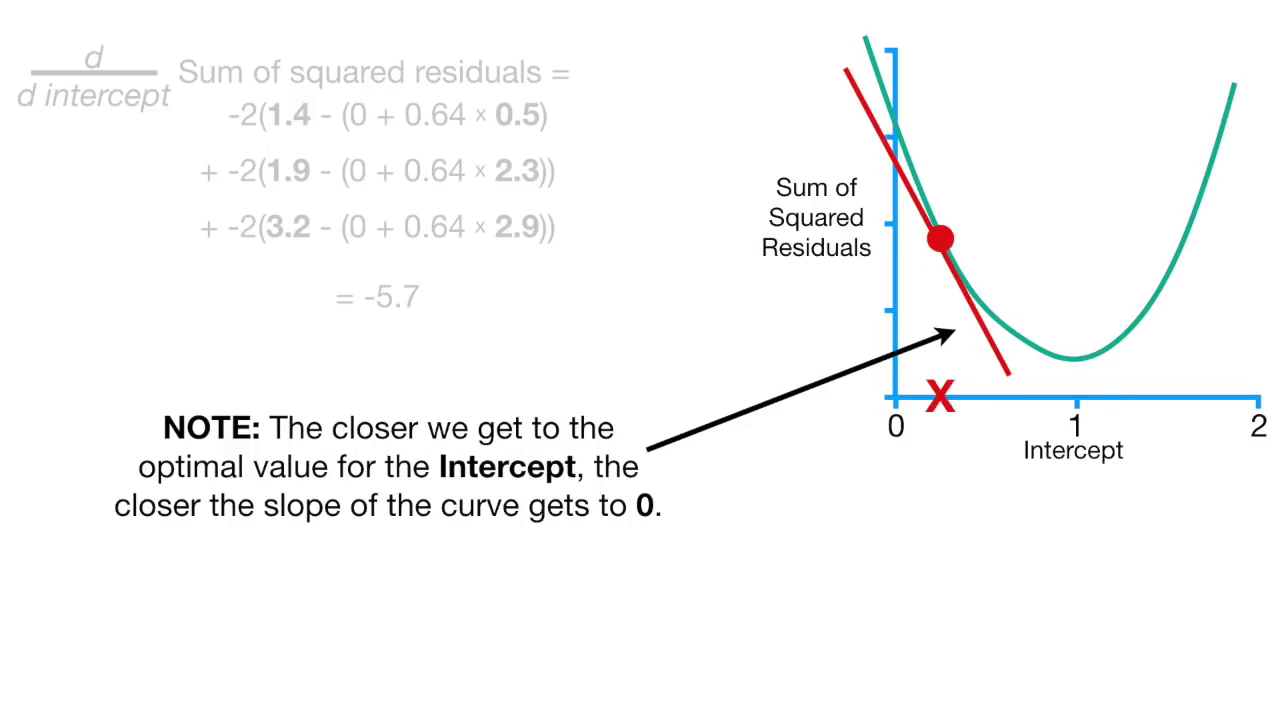 d
d intercept
Sum of squared residuals =
-2(1.4 - (0 + 0.64 x 0.5)
+ -2(1.9 - (0 + 0.64 x 2.3))
+ -2(3.2 - (0 + 0.64 x 2.9))
= -5.7
NOTE: The closer we get to the
optimal value for the Intercept, the
closer the slope of the curve gets to 0.
Sum of
Squared
Residuals
X
0 1 2
Intercept